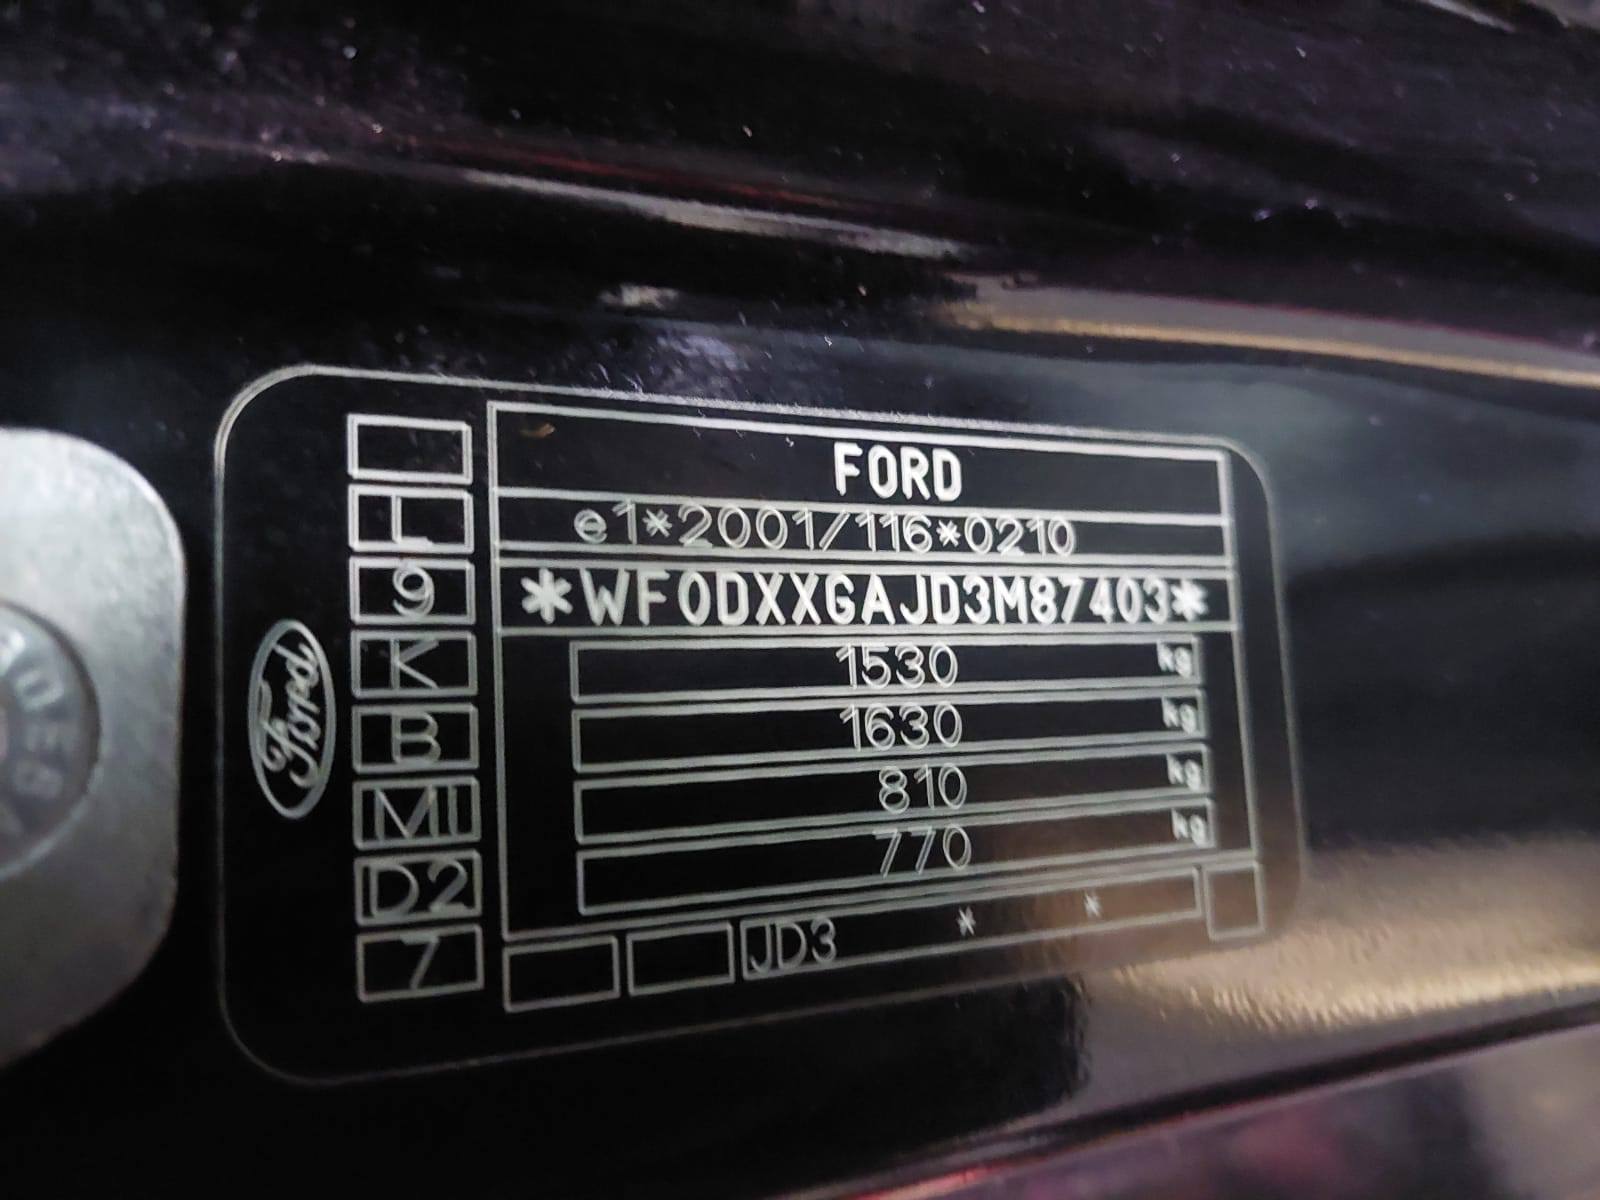 FORD
e1*2001/116*0210
*WF0DXXGAJD3M87403*
1530 kg
1630 kg
810 kg
770 kg
JD3 * *
L
9
K
B
MII
D2
7
Ford